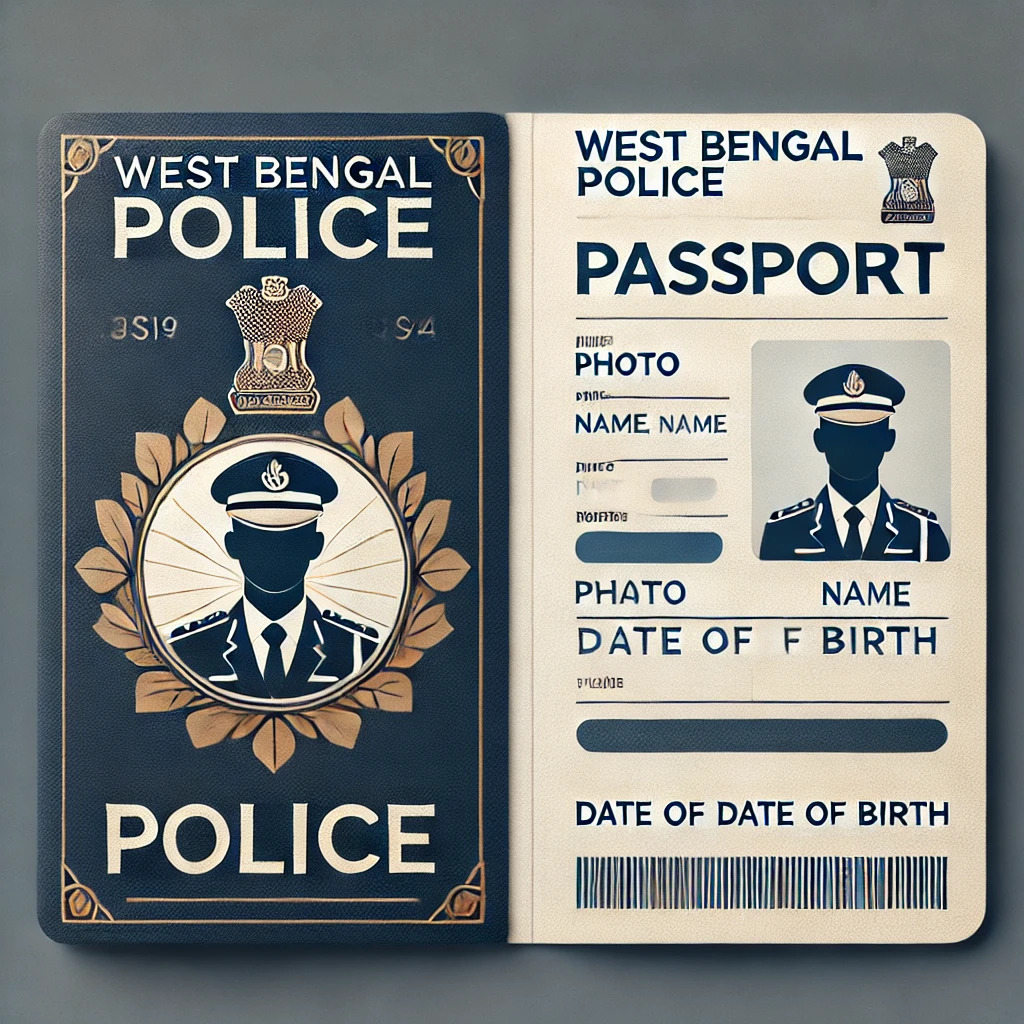 WEST BENGAL
POLICE
POLICE
WEST BENGAL
POLICE
PASSPORT
PHOTO
NAME NAME
PHATO NAME
DATE OF F BIRTH
DATE OF DATE OF BIRTH